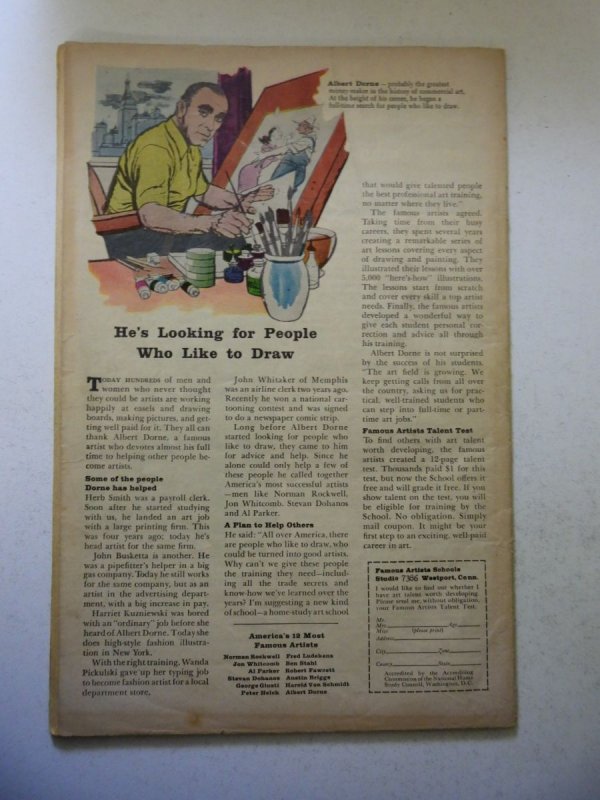 Albert Dorne — probably the greatest
money-maker in the history of commercial art.
At the height of his career, he began a
full-time search for people who like to draw.
He's Looking for People
Who Like to Draw
TODAY HUNDREDS of men and
women who never thought
they could be artists are working
happily at easels and drawing
boards, making pictures, and get-
ting well paid for it. They all can
thank Albert Dorne, a famous
artist who devotes almost his full
time to helping other people be-
come artists.
Some of the people
Dorne has helped
Herb Smith was a payroll clerk.
Soon after he started studying
with us, he landed an art job
with a large printing firm. This
was four years ago; today he's
head artist for the same firm.
John Busketta is another. He
was a pipefitter's helper in a big
gas company. Today he still works
for the same company, but as an
artist in the advertising depart-
ment, with a big increase in pay.
Harriet Kuzniewski was bored
with an "ordinary" job before she
heard of Albert Dorne. Today she
does high-style fashion illustra-
tion in New York.
With the right training, Wanda
Pickulski gave up her typing job
to become fashion artist for a local
department store.
John Whitaker of Memphis
was an airline clerk two years ago.
Recently he won a national car-
tooning contest and was signed
to do a newspaper comic strip.
Long before Albert Dorne
started looking for people who
like to draw, they came to him
for advice and help. Since he
alone could only help a few of
these people he called together
America's most successful artists
—men like Norman Rockwell,
Jon Whitcomb, Stevan Dohanos
and Al Parker.
A Plan to Help Others
He said: "All over America, there
are people who like to draw, who
could be turned into good artists.
Why can't we give these people
the training they need—includ-
ing all the trade secrets and
know-how we've learned over the
years? I'm suggesting a new kind
of school—a home-study art school
America's 12 Most
Famous Artists
Norman Rockwell Fred Ludekens
Jon Whitcomb Ben Stahl
Al Parker Robert Fawcett
Stevan Dohanos Austin Briggs
George Giusti Harold Von Schmidt
Peter Helck Albert Dorne
that would give talented people
the best professional art training,
no matter where they live."
The famous artists agreed.
Taking time from their busy
careers, they spent several years
creating a remarkable series of
art lessons covering every aspect
of drawing and painting. They
illustrated their lessons with over
5,000 "here's-how" illustrations.
The lessons start from scratch
and cover every skill a top artist
needs. Finally, the famous artists
developed a wonderful way to
give each student personal cor-
rection and advice all through
his training.
Albert Dorne is not surprised
by the success of his students.
"The art field is growing. We
keep getting calls from all over
the country, asking us for prac-
tical, well-trained students who
can step into full-time or part-
time art jobs."
Famous Artists Talent Test
To find others with art talent
worth developing, the famous
artists created a 12-page talent
test. Thousands paid $1 for this
test, but now the School offers it
free and will grade it free. If you
show talent on the test, you will
be eligible for training by the
School. No obligation. Simply
mail coupon. It might be your
first step to an exciting, well-paid
career in art.
Famous Artists Schools
Studio 7386 Westport, Conn.
I would like to find out whether I
have art talent worth developing.
Please send me, without obligation,
your Famous Artists Talent Test.
Mr.
Mrs. Age
Miss (please print)
Address
City Zone
County State
Accredited by the Accrediting
Commission of the National Home
Study Council, Washington, D.C.